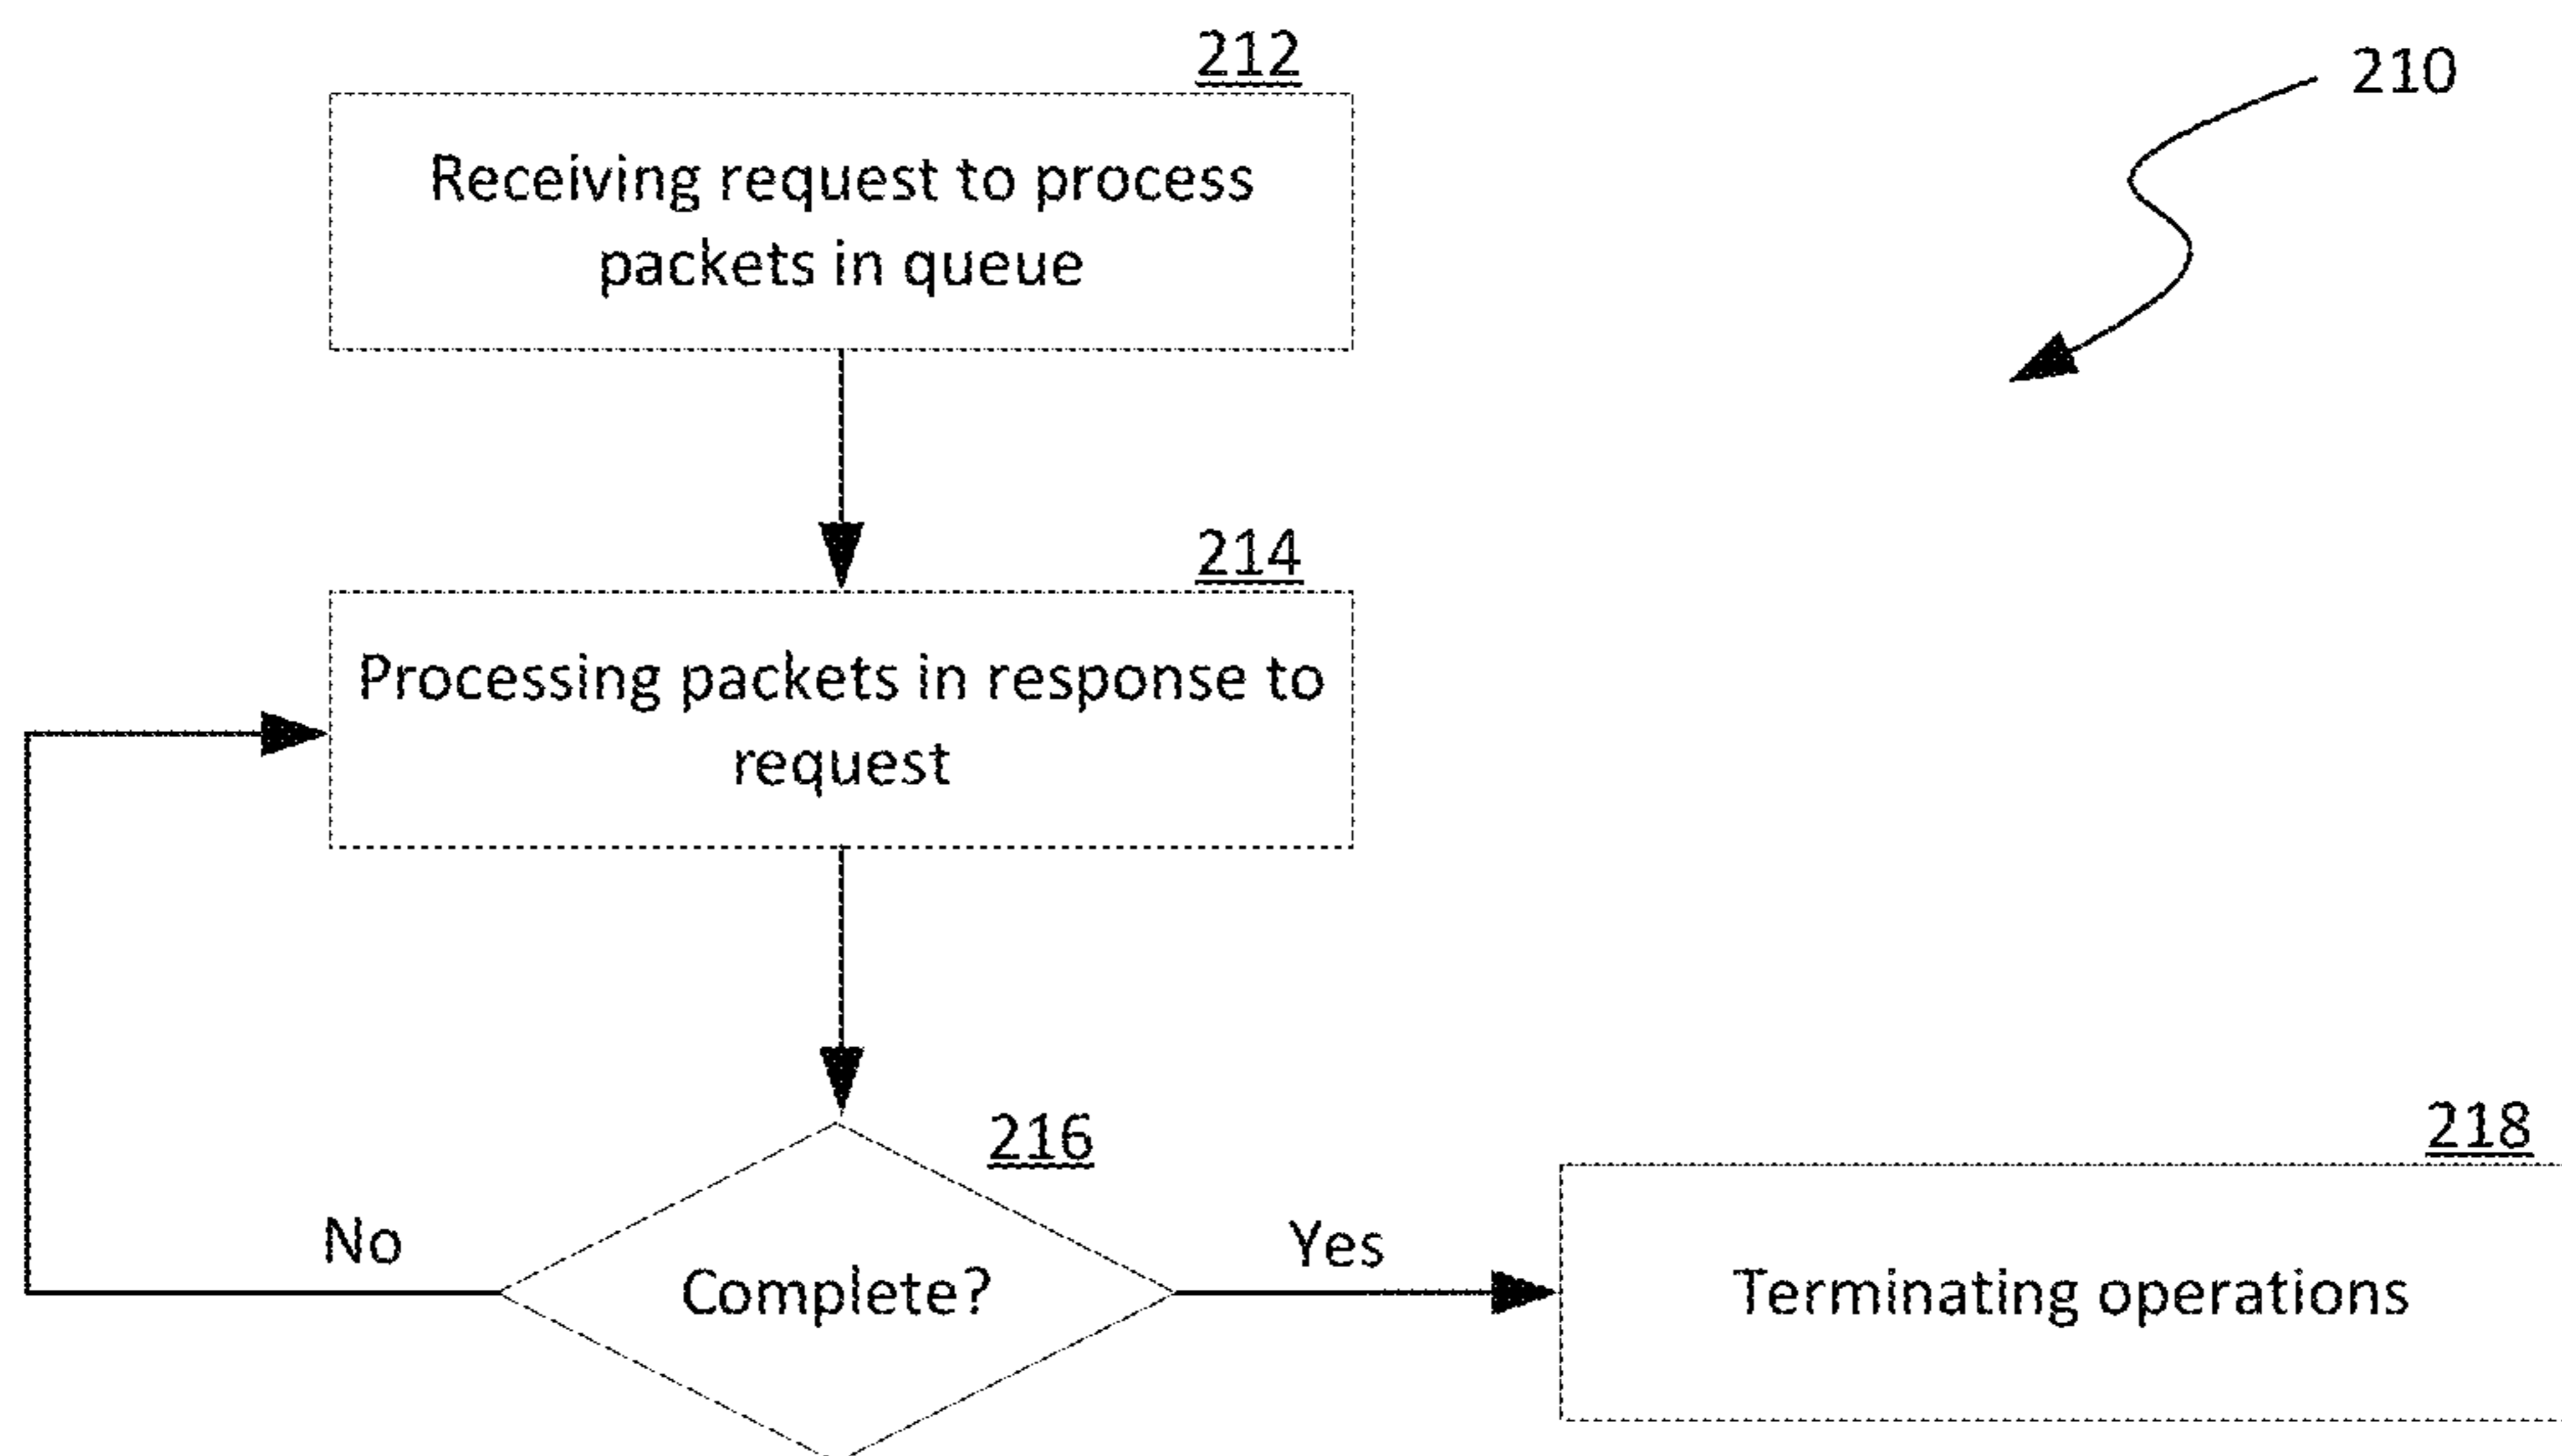 212
210
Receiving request to process
packets in queue
214
Processing packets in response to
request
216
218
No
Yes
Complete?
Terminating operations